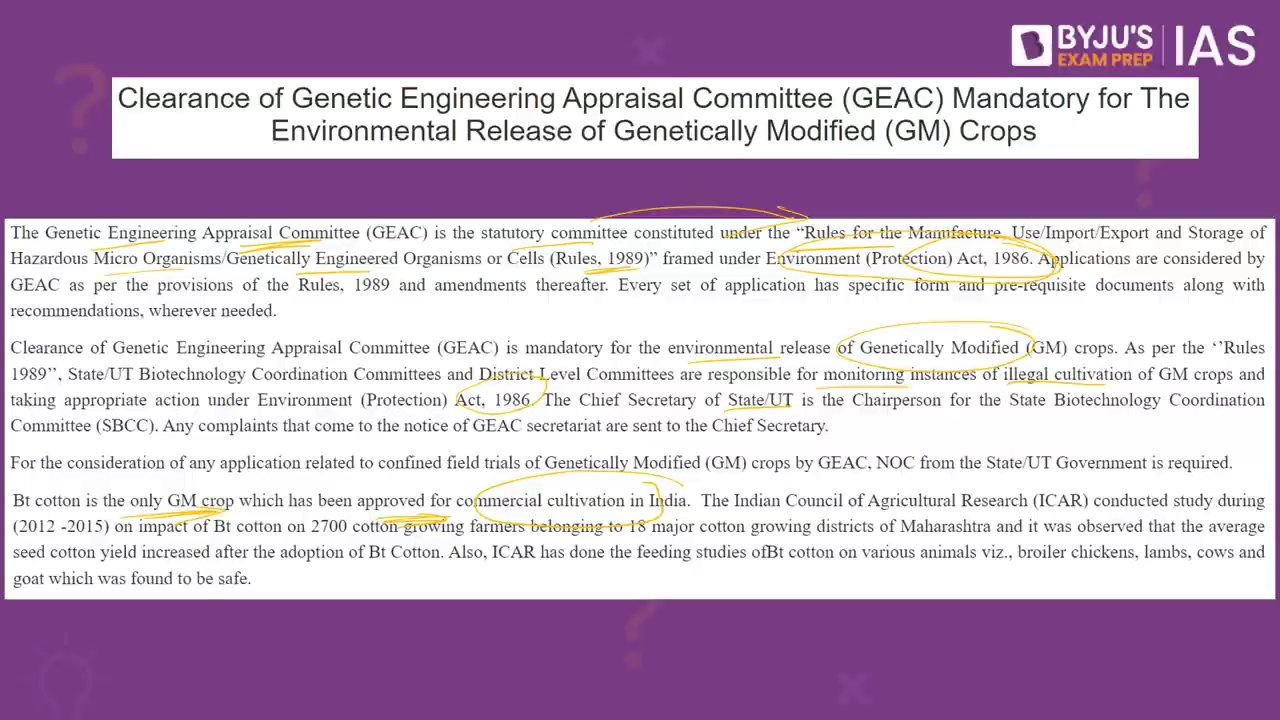 BYJU'S
EXAM PREP
IAS
Clearance of Genetic Engineering Appraisal Committee (GEAC) Mandatory for The
Environmental Release of Genetically Modified (GM) Crops
The Genetic Engineering Appraisal Committee (GEAC) is the statutory committee constituted under the “Rules for the Manufacture, Use/Import/Export and Storage of
Hazardous Micro Organisms/Genetically Engineered Organisms or Cells (Rules, 1989)” framed under Environment (Protection) Act, 1986. Applications are considered by
GEAC as per the provisions of the Rules, 1989 and amendments thereafter. Every set of application has specific form and pre-requisite documents along with
recommendations, wherever needed.
Clearance of Genetic Engineering Appraisal Committee (GEAC) is mandatory for the environmental release of Genetically Modified (GM) crops. As per the ‘’Rules
1989”, State/UT Biotechnology Coordination Committees and District Level Committees are responsible for monitoring instances of illegal cultivation of GM crops and
taking appropriate action under Environment (Protection) Act, 1986. The Chief Secretary of State/UT is the Chairperson for the State Biotechnology Coordination
Committee (SBCC). Any complaints that come to the notice of GEAC secretariat are sent to the Chief Secretary.
For the consideration of any application related to confined field trials of Genetically Modified (GM) crops by GEAC, NOC from the State/UT Government is required.
Bt cotton is the only GM crop which has been approved for commercial cultivation in India. The Indian Council of Agricultural Research (ICAR) conducted study during
(2012 -2015) on impact of Bt cotton on 2700 cotton growing farmers belonging to 18 major cotton growing districts of Maharashtra and it was observed that the average
seed cotton yield increased after the adoption of Bt Cotton. Also, ICAR has done the feeding studies ofBt cotton on various animals viz., broiler chickens, lambs, cows and
goat which was found to be safe.